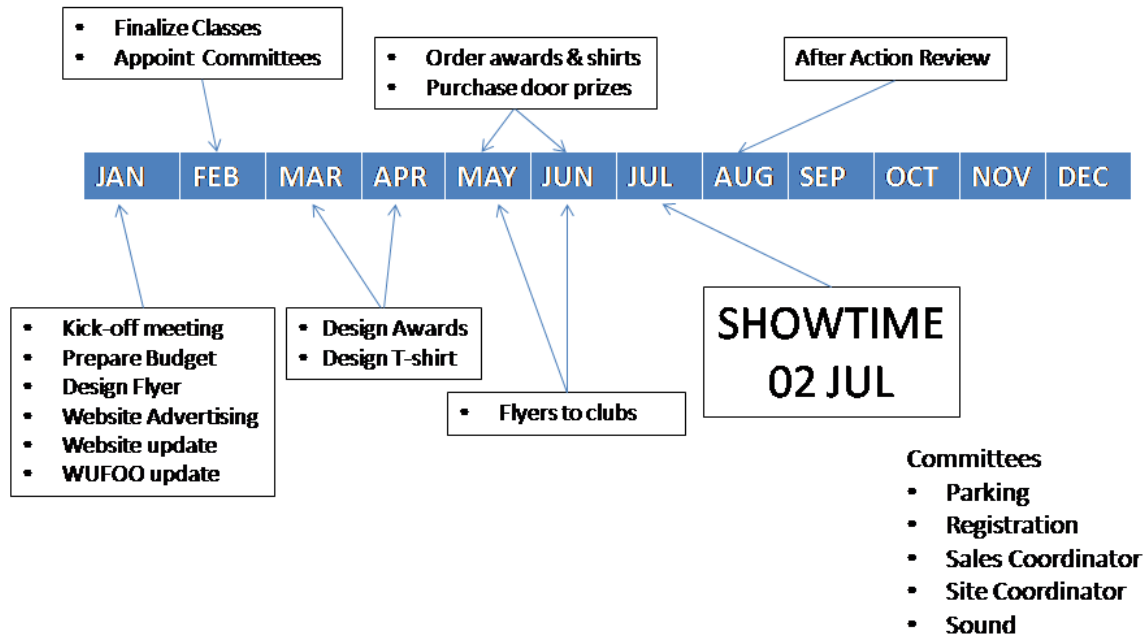 • Finalize Classes
• Appoint Committees
• Order awards & shirts
• Purchase door prizes
After Action Review
JAN FEB MAR APR MAY JUN JUL AUG SEP OCT NOV DEC
• Kick-off meeting
• Prepare Budget
• Design Flyer
• Website Advertising
• Website update
• WUFOO update
• Design Awards
• Design T-shirt
• Flyers to clubs
SHOWTIME
02 JUL
Committees
• Parking
• Registration
• Sales Coordinator
• Site Coordinator
• Sound